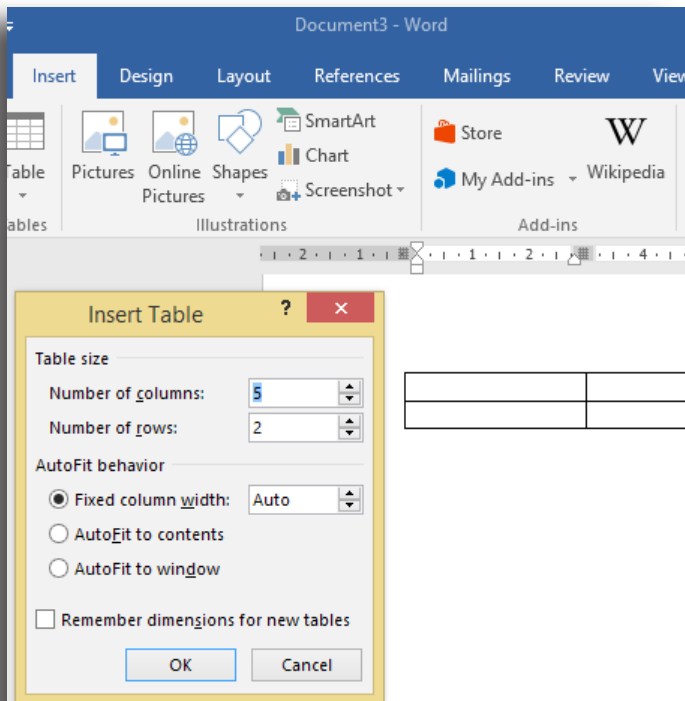 Document3 - Word
Insert Design Layout References Mailings Review View
Table
Pictures
Online
Pictures
Shapes
SmartArt
Chart
Screenshot
Store
My Add-ins
Wikipedia
ables Illustrations Add-ins
2 1 1 2 4
Insert Table ?
Table size
Number of columns: 5
Number of rows: 2
AutoFit behavior
Fixed column width: Auto
AutoFit to contents
AutoFit to window
Remember dimensions for new tables
OK Cancel